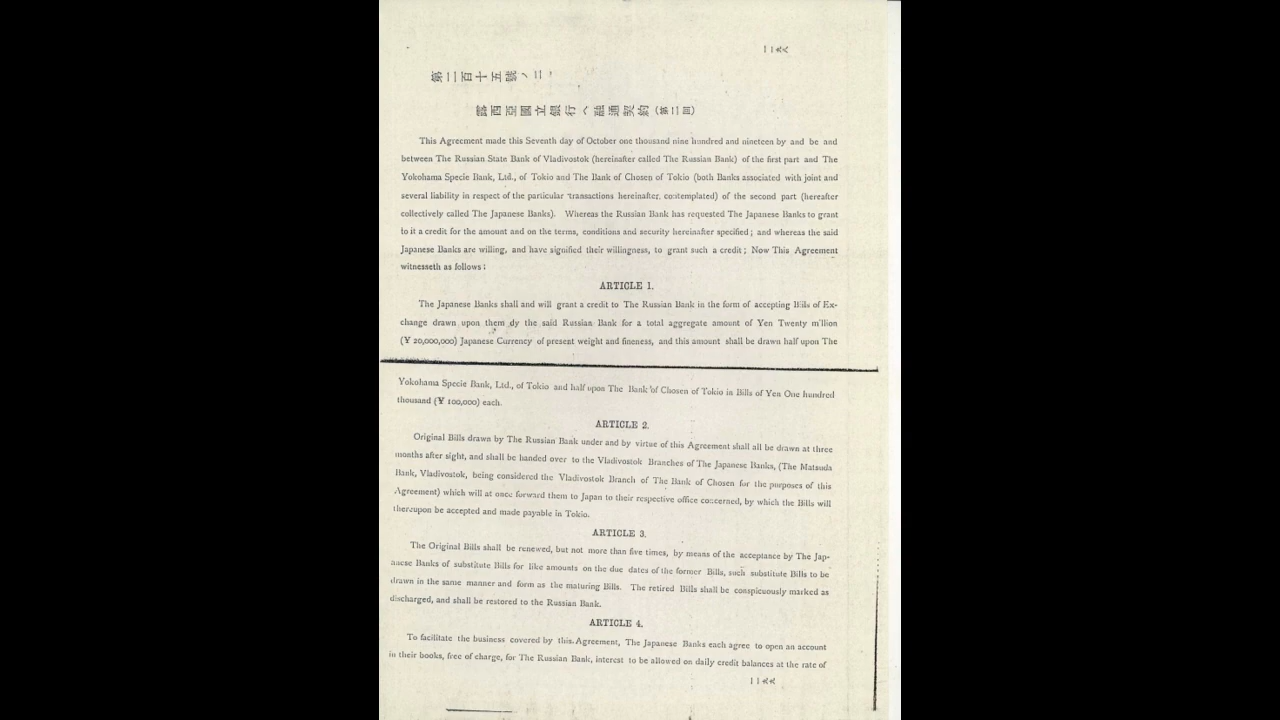 二九八
第二百十五號ノ二
露西亞國立銀行へ融通契約（第二回）
This Agreement made this Seventh day of October one thousand nine hundred and nineteen by and be and
between The Russian State Bank of Vladivostok (hereinafter called The Russian Bank) of the first part and The
Yokohama Specie Bank, Ltd., of Tokio and The Bank of Chosen of Tokio (both Banks associated with joint and
several liability in respect of the particular transactions hereinafter contemplated) of the second part (hereafter
collectively called The Japanese Banks). Whereas the Russian Bank has requested The Japanese Banks to grant
to it a credit for the amount and on the terms, conditions and security hereinafter specified; and whereas the said
Japanese Banks are willing, and have signified their willingness, to grant such a credit; Now This Agreement
witnesseth as follows:
ARTICLE 1.
The Japanese Banks shall and will grant a credit to The Russian Bank in the form of accepting Bills of Ex-
change drawn upon them dy the said Russian Bank for a total aggregate amount of Yen Twenty million
(¥ 20,000,000) Japanese Currency of present weight and fineness, and this amount shall be drawn half upon The
Yokohama Specie Bank, Ltd., of Tokio and half upon The Bank of Chosen of Tokio in Bills of Yen One hundred
thousand (¥ 100,000) each.
ARTICLE 2.
Original Bills drawn by The Russian Bank under and by virtue of this Agreement shall all be drawn at three
months after sight, and shall be handed over to the Vladivostok Branches of The Japanese Banks, (The Matsuda
Bank, Vladivostok, being considered the Vladivostok Branch of The Bank of Chosen for the purposes of this
Agreement) which will at once forward them to Japan to their respective office concerned, by which the Bills will
thereupon be accepted and made payable in Tokio.
ARTICLE 3.
The Original Bills shall be renewed, but not more than five times, by means of the acceptance by The Jap-
anese Banks of substitute Bills for like amounts on the due dates of the former Bills, such substitute Bills to be
drawn in the same manner and form as the maturing Bills. The retired Bills shall be conspicuously marked as
discharged, and shall be restored to the Russian Bank.
ARTICLE 4.
To facilitate the business covered by this Agreement, The Japanese Banks each agree to open an account
in their books, free of charge, for The Russian Bank, interest to be allowed on daily credit balances at the rate of
二九九